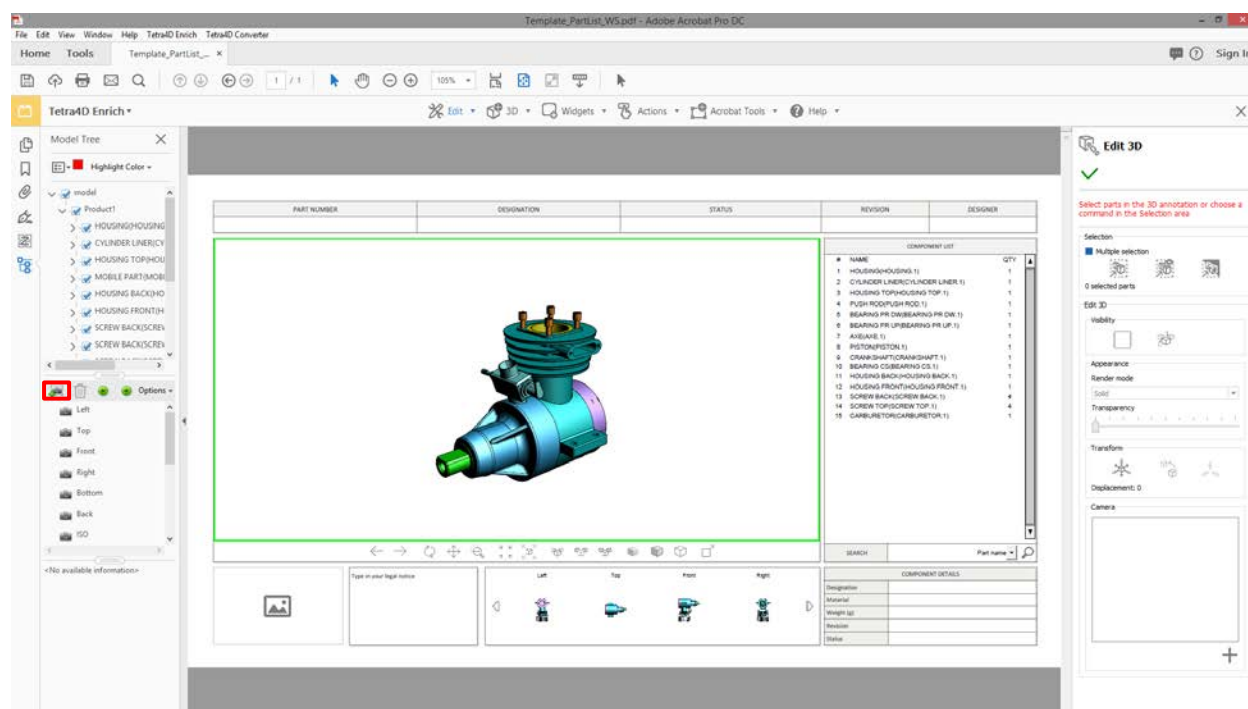 Template_PartList_WS.pdf - Adobe Acrobat Pro DC
File Edit View Window Help Tetra4D Enrich Tetra4D Converter
Home Tools Template_PartList_... × Sign In
1 / 1 105%
Tetra4D Enrich Edit 3D Widgets Actions Acrobat Tools Help
Model Tree
Highlight Color
model
Product1
HOUSING(HOUSING
CYLINDER LINER(CY
HOUSING TOP(HOU
MOBILE PART(MOBI
HOUSING BACK(HO
HOUSING FRONT(H
SCREW BACK(SCREV
SCREW BACK(SCREV
Options
Left
Top
Front
Right
Bottom
Back
ISO
<No available information>
PART NUMBER DESIGNATION STATUS REVISION DESIGNER
COMPONENT LIST
# NAME QTY
1 HOUSING(HOUSING.1) 1
2 CYLINDER LINER(CYLINDER LINER.1) 1
3 HOUSING TOP(HOUSING TOP.1) 1
4 PUSH ROD(PUSH ROD.1) 1
5 BEARING PR DW(BEARING PR DW.1) 1
6 BEARING PR UP(BEARING PR UP.1) 1
7 AXE(AXE.1) 1
8 PISTON(PISTON.1) 1
9 CRANKSHAFT(CRANKSHAFT.1) 1
10 BEARING CS(BEARING CS.1) 1
11 HOUSING BACK(HOUSING BACK.1) 1
12 HOUSING FRONT(HOUSING FRONT.1) 1
13 SCREW BACK(SCREW BACK.1) 4
14 SCREW TOP(SCREW TOP.1) 4
15 CARBURETOR(CARBURETOR.1) 1
SEARCH Part name
Type in your legal notice
Left Top Front Right
COMPONENT DETAILS
Designation
Material
Weight (g)
Revision
Status
Edit 3D
Select parts in the 3D annotation or choose a
command in the Selection area
Selection
Multiple selection
0 selected parts
Edit 3D
Visibility
Appearance
Render mode
Solid
Transparency
Transform
Displacement: 0
Camera